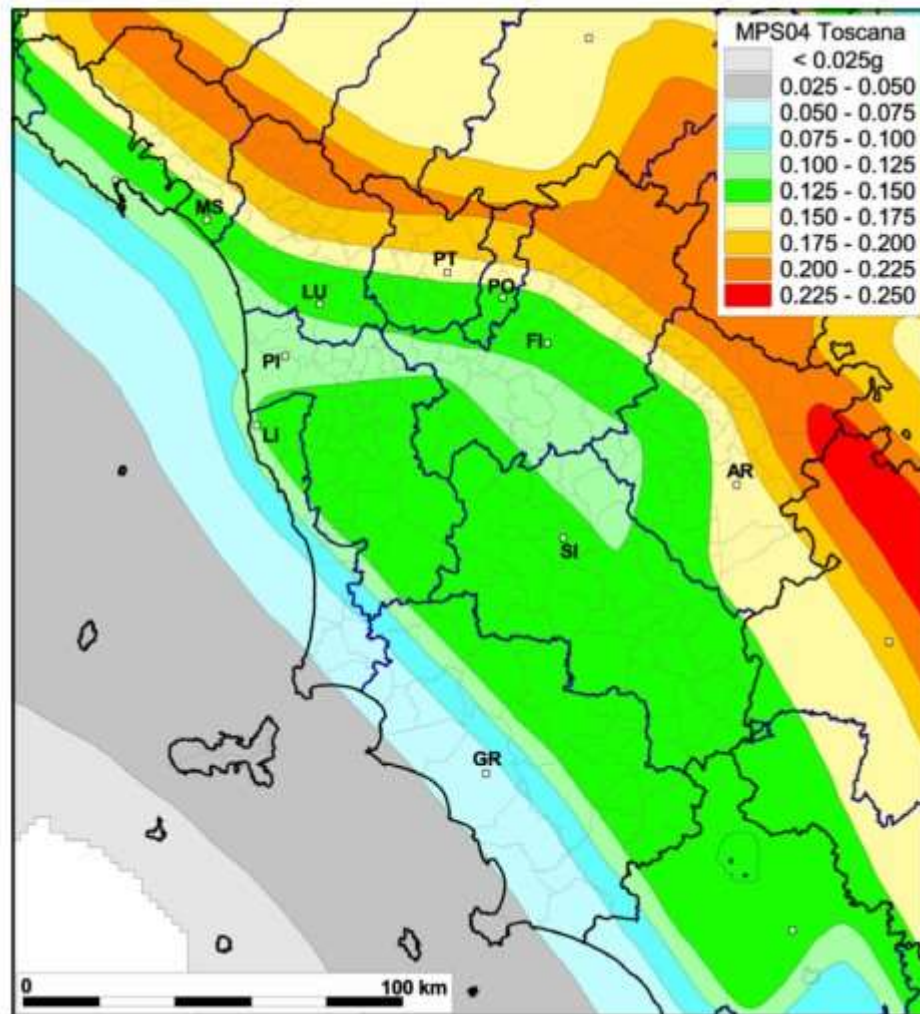 MPS04 Toscana
< 0.025g
0.025 - 0.050
0.050 - 0.075
0.075 - 0.100
0.100 - 0.125
0.125 - 0.150
0.150 - 0.175
0.175 - 0.200
0.200 - 0.225
0.225 - 0.250
MS
PT
LU
PO
FI
PI
LI
AR
SI
GR
0
100 km